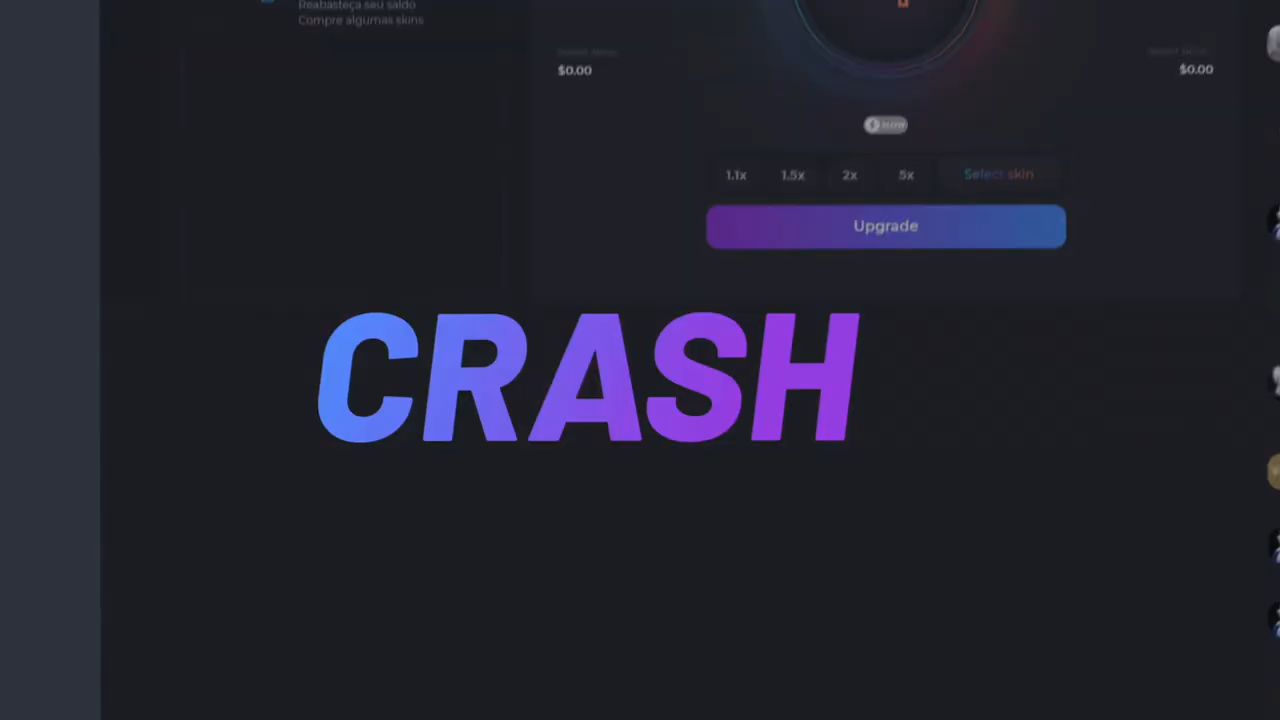 Reabasteça seu saldo
Compre algumas skins
$0.00
$0.00
1.1x 1.5x 2x 5x Select skin
Upgrade
CRASH